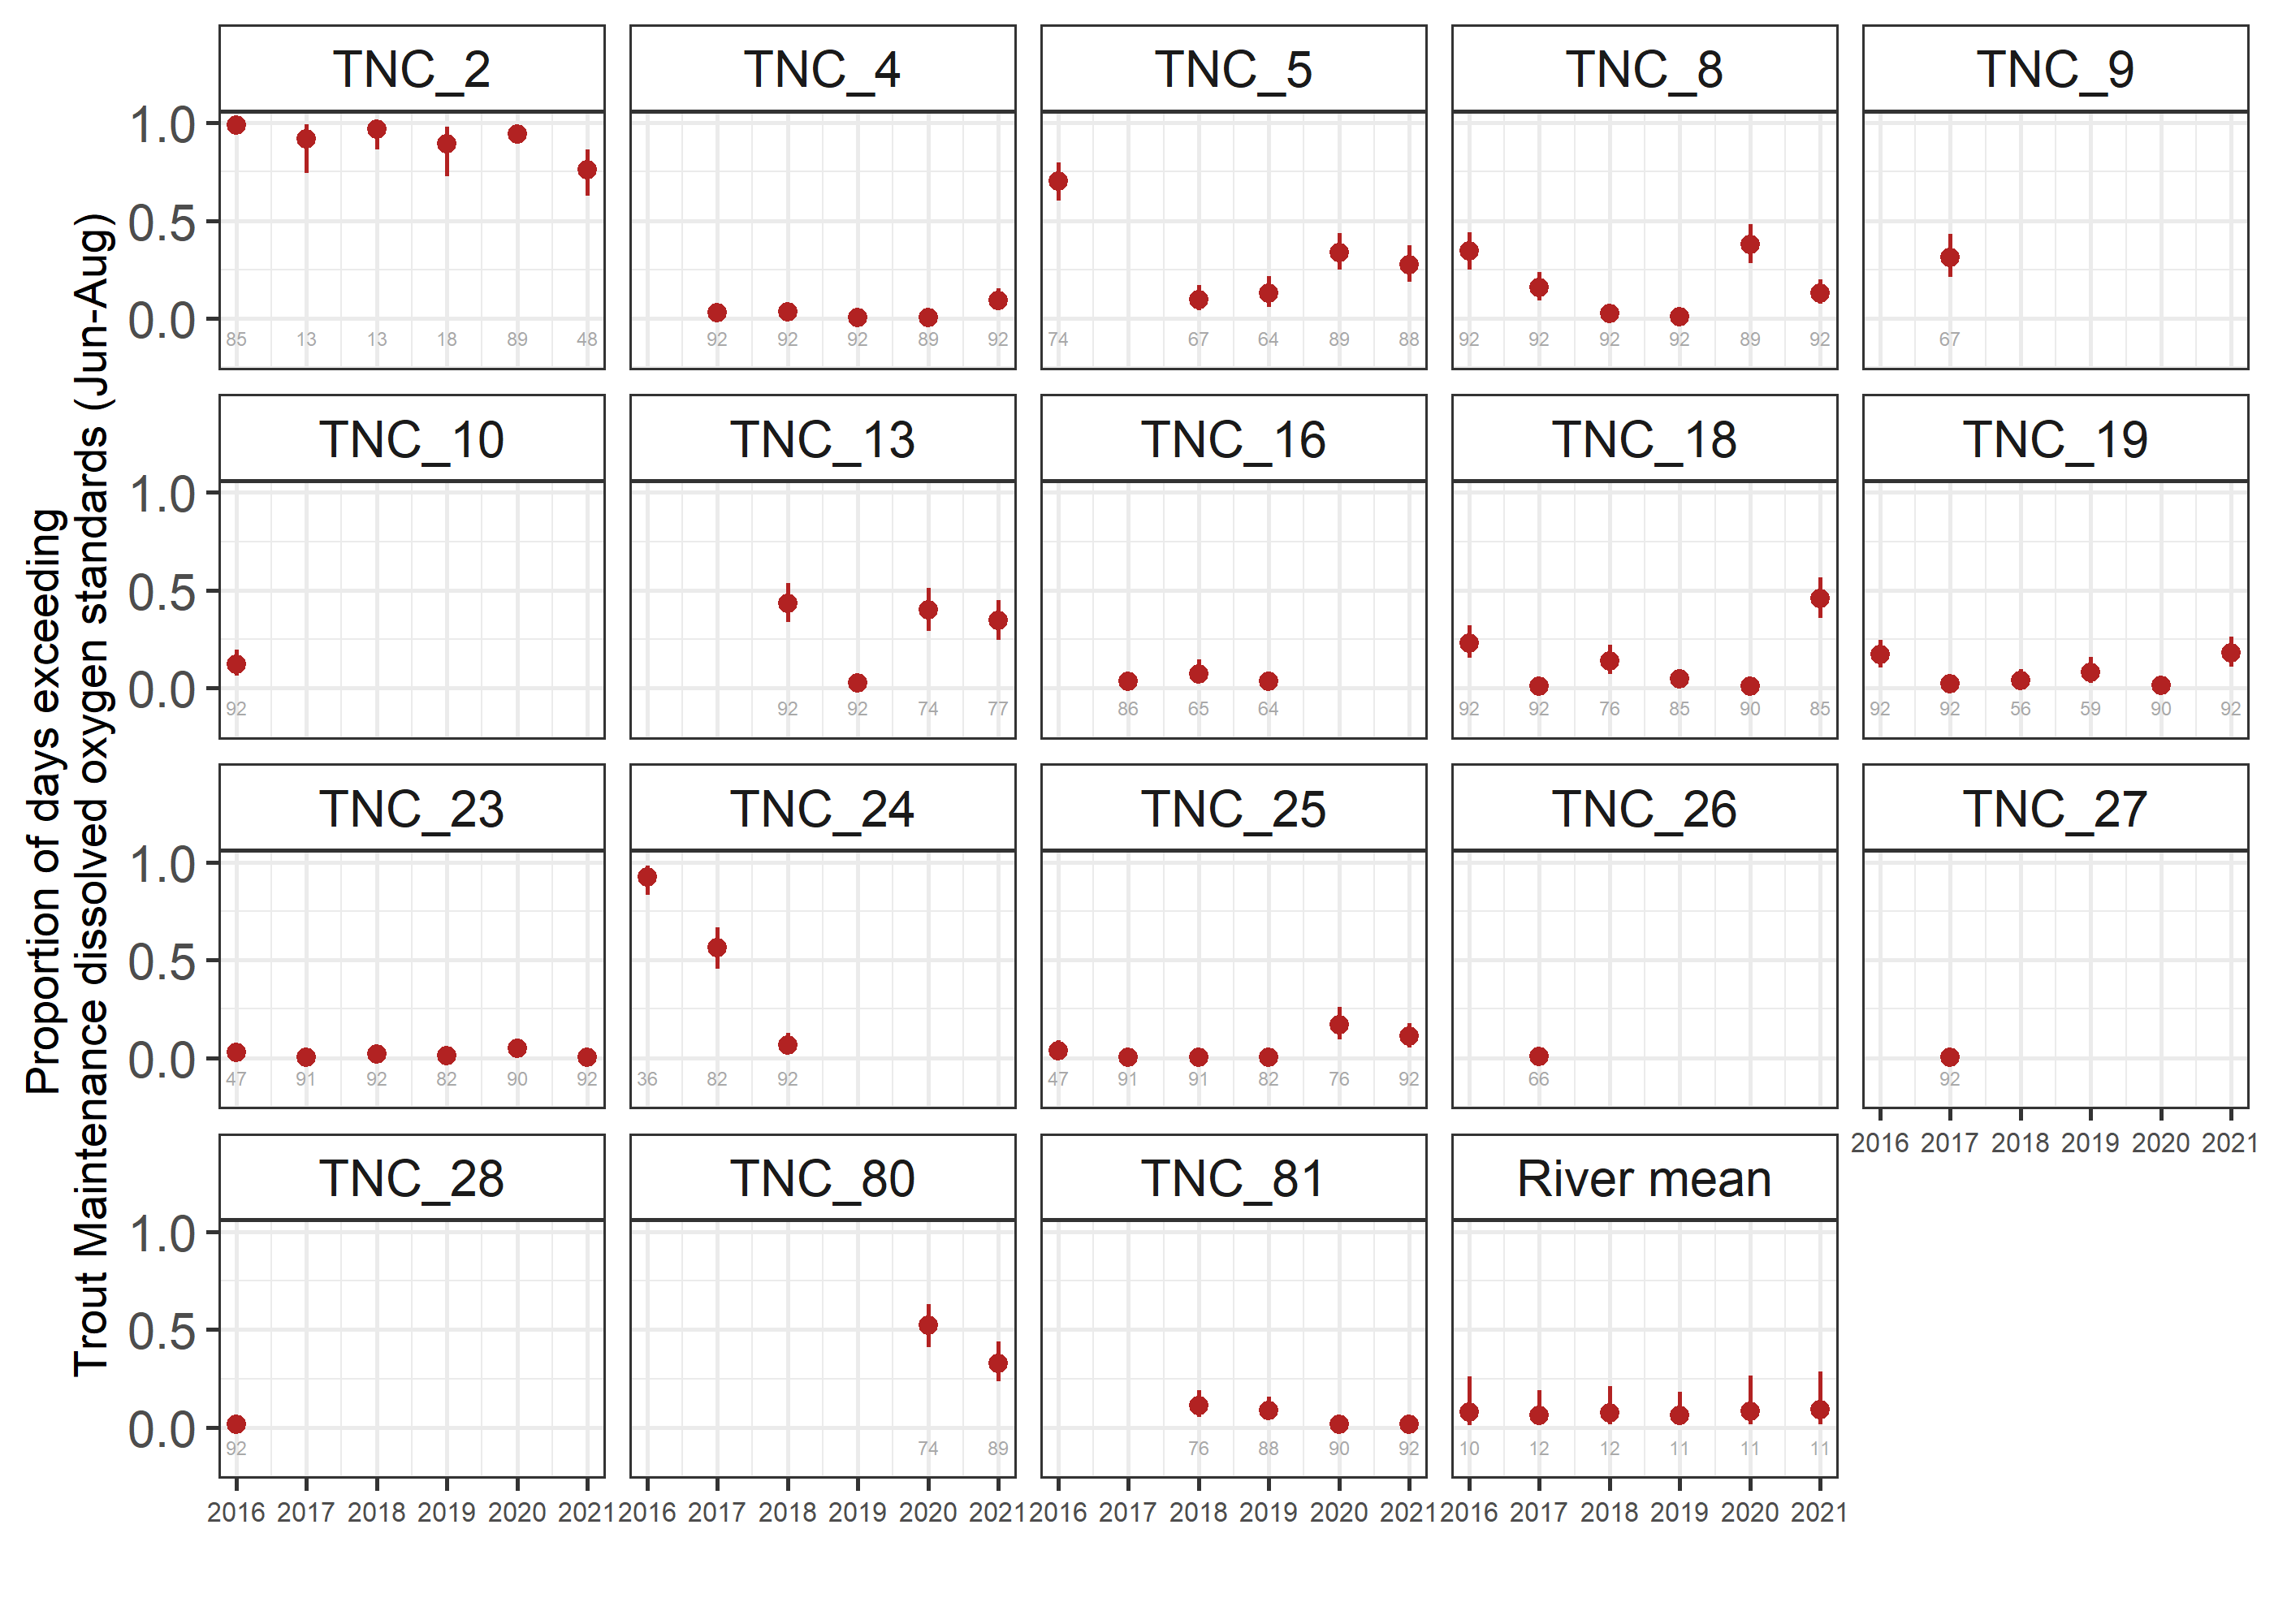 Proportion of days exceeding
Trout Maintenance dissolved oxygen standards (Jun-Aug)
TNC_2 TNC_4 TNC_5 TNC_8 TNC_9
1.0
0.5
0.0
85 13 13 18 89 48 92 92 92 89 92 74 67 64 89 88 92 92 92 92 89 92 67
TNC_10 TNC_13 TNC_16 TNC_18 TNC_19
1.0
0.5
0.0
92 92 92 74 77 86 65 64 92 92 76 85 90 85 92 92 56 59 90 92
TNC_23 TNC_24 TNC_25 TNC_26 TNC_27
1.0
0.5
0.0
47 91 92 82 90 92 36 82 92 47 91 91 82 76 92 66 92
2016 2017 2018 2019 2020 2021
TNC_28 TNC_80 TNC_81 River mean
1.0
0.5
0.0
92 74 89 76 88 90 92 10 12 12 11 11 11
2016 2017 2018 2019 2020 2021 2016 2017 2018 2019 2020 2021 2016 2017 2018 2019 2020 2021 2016 2017 2018 2019 2020 2021